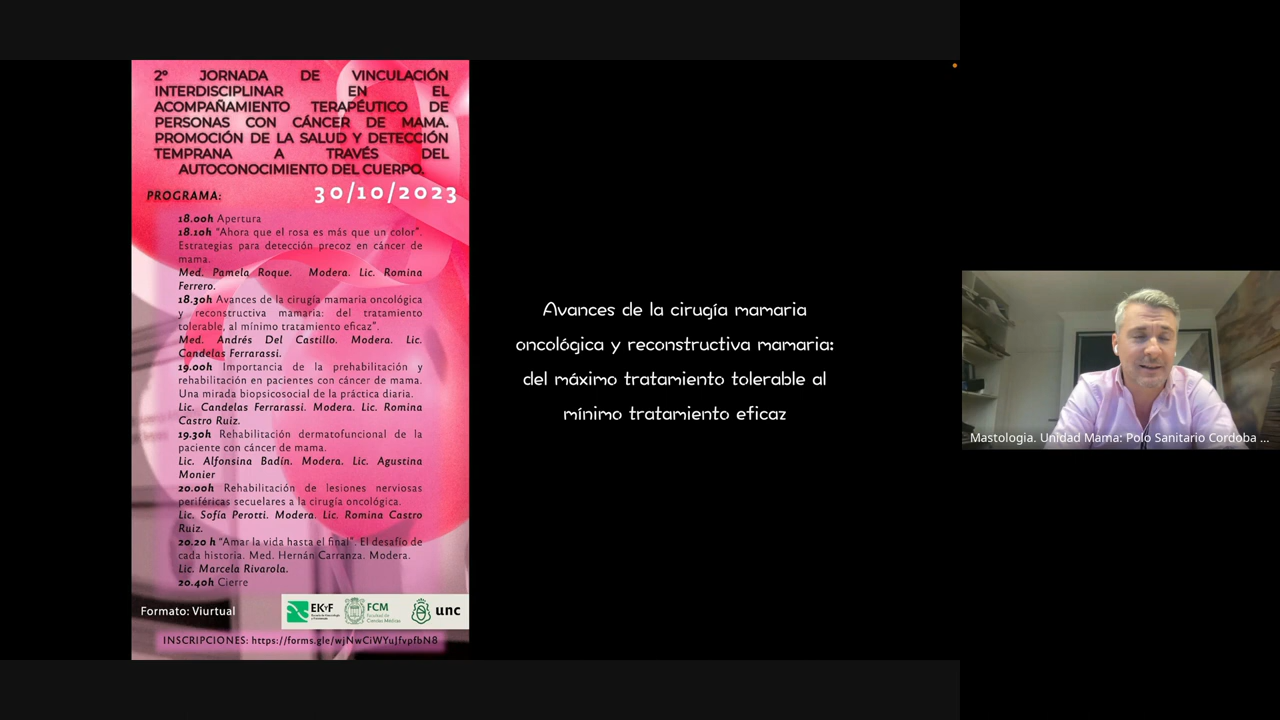 2° JORNADA DE VINCULACIÓN
INTERDISCIPLINAR EN EL
ACOMPAÑAMIENTO TERAPÉUTICO DE
PERSONAS CON CÁNCER DE MAMA.
PROMOCIÓN DE LA SALUD Y DETECCIÓN
TEMPRANA A TRAVÉS DEL
AUTOCONOCIMIENTO DEL CUERPO.
PROGRAMA:
30/10/2023
18.00h Apertura
18.10h “Ahora que el rosa es más que un color”.
Estrategias para detección precoz en cáncer de
mama.
Med. Pamela Roque. Modera. Lic. Romina
Ferrero.
18.30h Avances de la cirugía mamaria oncológica
y reconstructiva mamaria: del tratamiento
tolerable, al mínimo tratamiento eficaz”.
Med. Andrés Del Castillo. Modera. Lic.
Candelas Ferrarassi.
19.00h Importancia de la prehabilitación y
rehabilitación en pacientes con cáncer de mama.
Una mirada biopsicosocial de la práctica diaria.
Lic. Candelas Ferrarassi. Modera. Lic. Romina
Castro Ruiz.
19.30h Rehabilitación dermatofuncional de la
paciente con cáncer de mama.
Lic. Alfonsina Badín. Modera. Lic. Agustina
Monier
20.00h Rehabilitación de lesiones nerviosas
periféricas secuelares a la cirugía oncológica.
Lic. Sofía Perotti. Modera. Lic. Romina Castro
Ruiz.
20.20 h “Amar la vida hasta el final”. El desafío de
cada historia. Med. Hernán Carranza. Modera.
Lic. Marcela Rivarola.
20.40h Cierre
Formato: Viurtual
EKyF
FCM
Facultad de
Ciencias Médicas
unc
INSCRIPCIONES: https://forms.gle/wjNwCiWYuJfvpfbN8
Avances de la cirugía mamaria
oncológica y reconstructiva mamaria:
del máximo tratamiento tolerable al
mínimo tratamiento eficaz
Mastologia. Unidad Mama: Polo Sanitario Cordoba ...